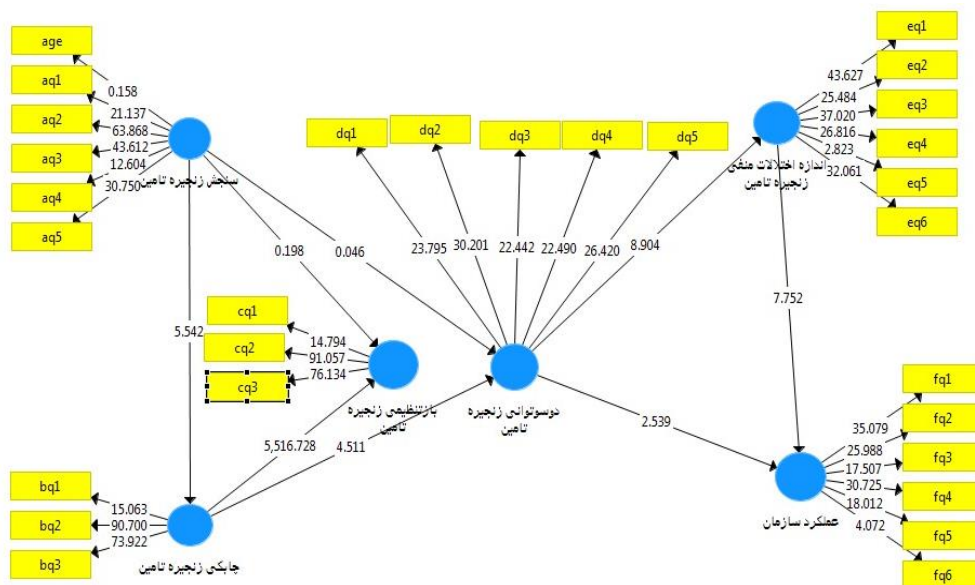 age
aq1
aq2
aq3
aq4
aq5
0.158
21.137
63.868
43.612
12.604
30.750
سنجش زنجیره تامین
dq1
dq2
dq3
dq4
dq5
23.795
30.201
22.442
22.490
26.420
eq1
eq2
eq3
eq4
eq5
eq6
43.627
25.484
37.020
26.816
2.823
32.061
اندازه اختلالات منفی
زنجیره تامین
0.198
0.046
8.904
7.752
5.542
cq1
cq2
cq3
14.794
91.057
76.134
بازتنظیمی زنجیره
تامین
دوسوتوانی زنجیره
تامین
5,516.728
4.511
2.539
bq1
bq2
bq3
15.063
90.700
73.922
چابکی زنجیره تامین
fq1
fq2
fq3
fq4
fq5
fq6
35.079
25.988
17.507
30.725
18.012
4.072
عملکرد سازمان